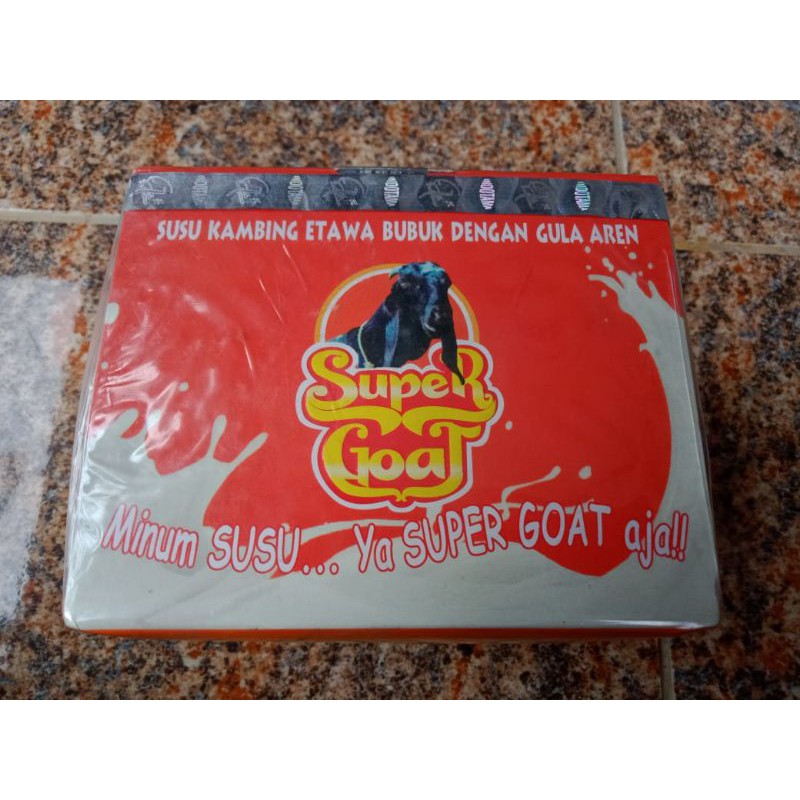 SUSU KAMBING ETAWA BUBUK DENGAN GULA AREN
SUPER
GOAT
Minum SUSU... Ya SUPER GOAT aja!!